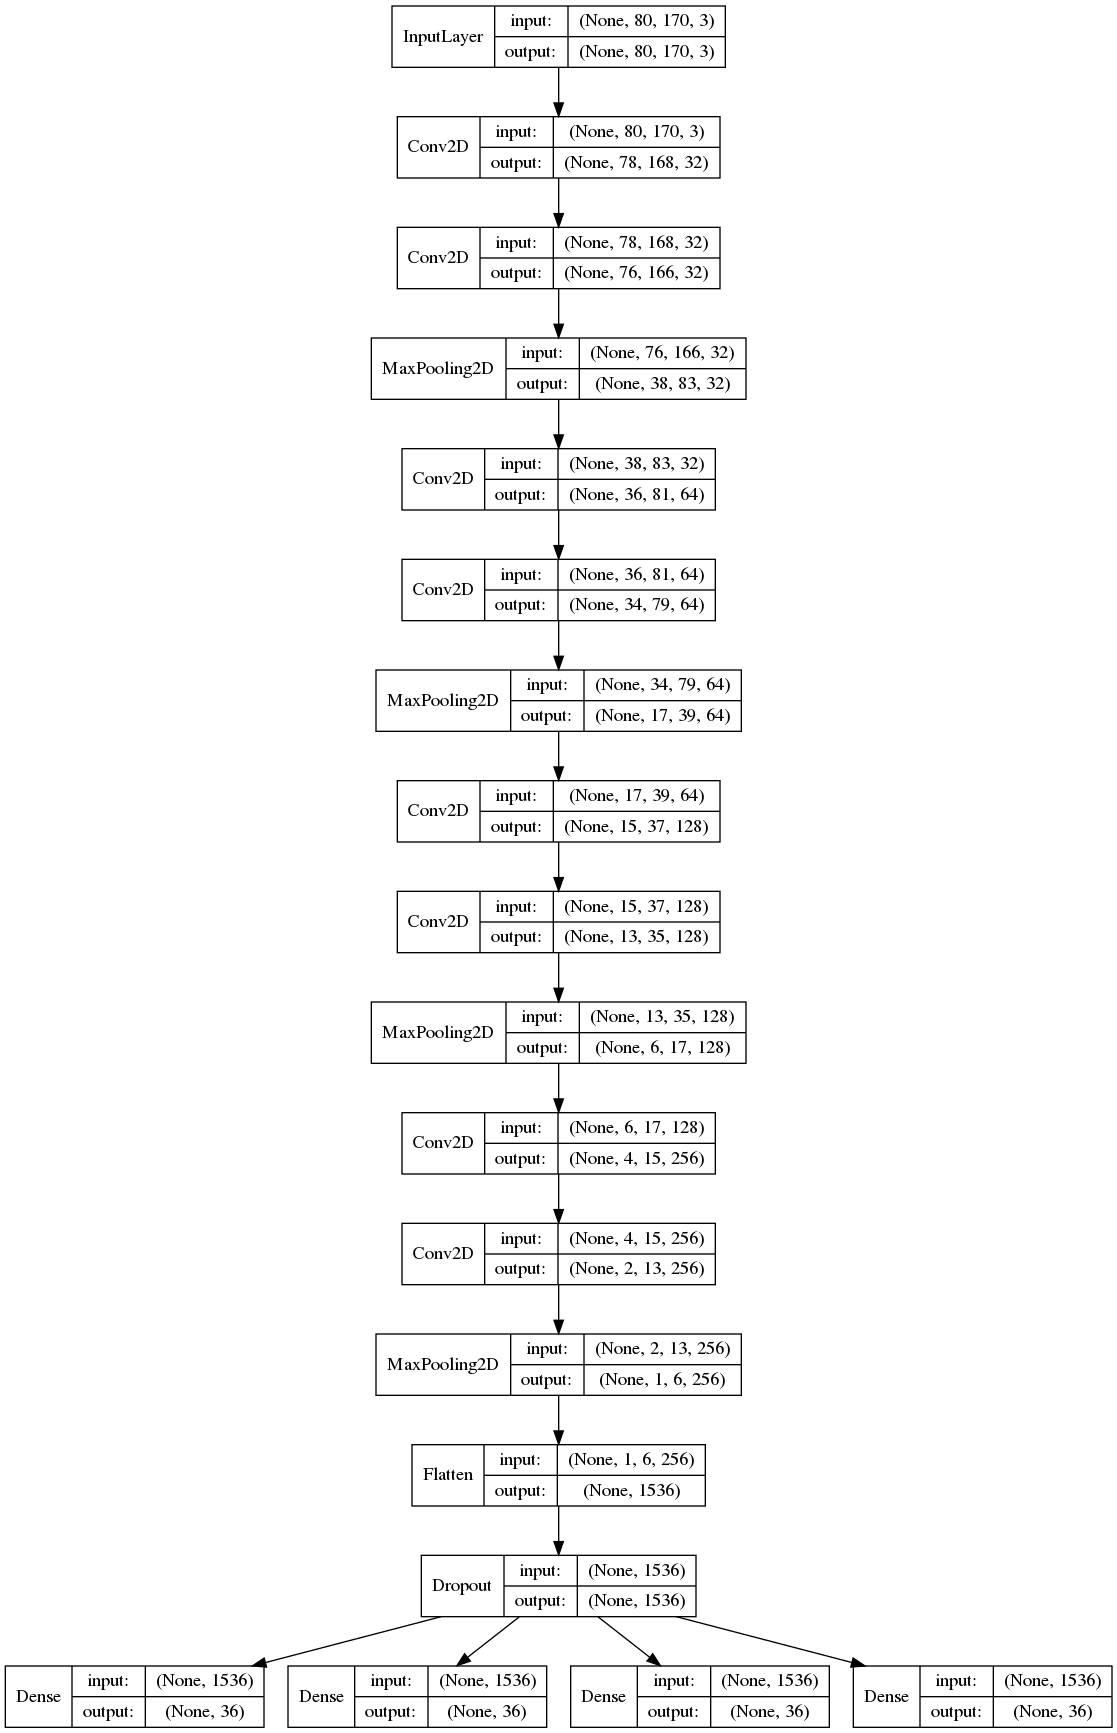 InputLayer
input: (None, 80, 170, 3)
output: (None, 80, 170, 3)
Conv2D
input: (None, 80, 170, 3)
output: (None, 78, 168, 32)
Conv2D
input: (None, 78, 168, 32)
output: (None, 76, 166, 32)
MaxPooling2D
input: (None, 76, 166, 32)
output: (None, 38, 83, 32)
Conv2D
input: (None, 38, 83, 32)
output: (None, 36, 81, 64)
Conv2D
input: (None, 36, 81, 64)
output: (None, 34, 79, 64)
MaxPooling2D
input: (None, 34, 79, 64)
output: (None, 17, 39, 64)
Conv2D
input: (None, 17, 39, 64)
output: (None, 15, 37, 128)
Conv2D
input: (None, 15, 37, 128)
output: (None, 13, 35, 128)
MaxPooling2D
input: (None, 13, 35, 128)
output: (None, 6, 17, 128)
Conv2D
input: (None, 6, 17, 128)
output: (None, 4, 15, 256)
Conv2D
input: (None, 4, 15, 256)
output: (None, 2, 13, 256)
MaxPooling2D
input: (None, 2, 13, 256)
output: (None, 1, 6, 256)
Flatten
input: (None, 1, 6, 256)
output: (None, 1536)
Dropout
input: (None, 1536)
output: (None, 1536)
Dense
input: (None, 1536)
output: (None, 36)
Dense
input: (None, 1536)
output: (None, 36)
Dense
input: (None, 1536)
output: (None, 36)
Dense
input: (None, 1536)
output: (None, 36)